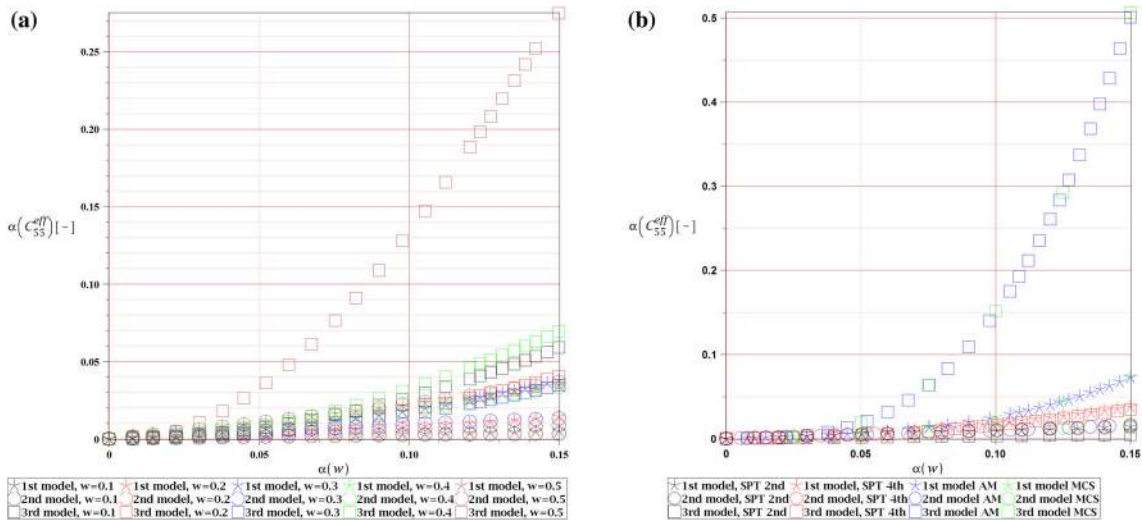 (a)
0.25
0.20
0.15
α(C55^eff)[-]
0.10
0.05
0
0 0.05 0.10 0.15
α(w)
1st model, w=0.1 1st model, w=0.2 1st model, w=0.3 1st model, w=0.4 1st model, w=0.5
2nd model, w=0.1 2nd model, w=0.2 2nd model, w=0.3 2nd model, w=0.4 2nd model, w=0.5
3rd model, w=0.1 3rd model, w=0.2 3rd model, w=0.3 3rd model, w=0.4 3rd model, w=0.5
(b)
0.5
0.4
0.3
α(C55^eff)[-]
0.2
0.1
0
0 0.05 0.10 0.15
α(w)
1st model, SPT 2nd 1st model, SPT 4th 1st model AM 1st model MCS
2nd model, SPT 2nd 2nd model, SPT 4th 2nd model AM 2nd model MCS
3rd model, SPT 2nd 3rd model, SPT 4th 3rd model AM 3rd model MCS